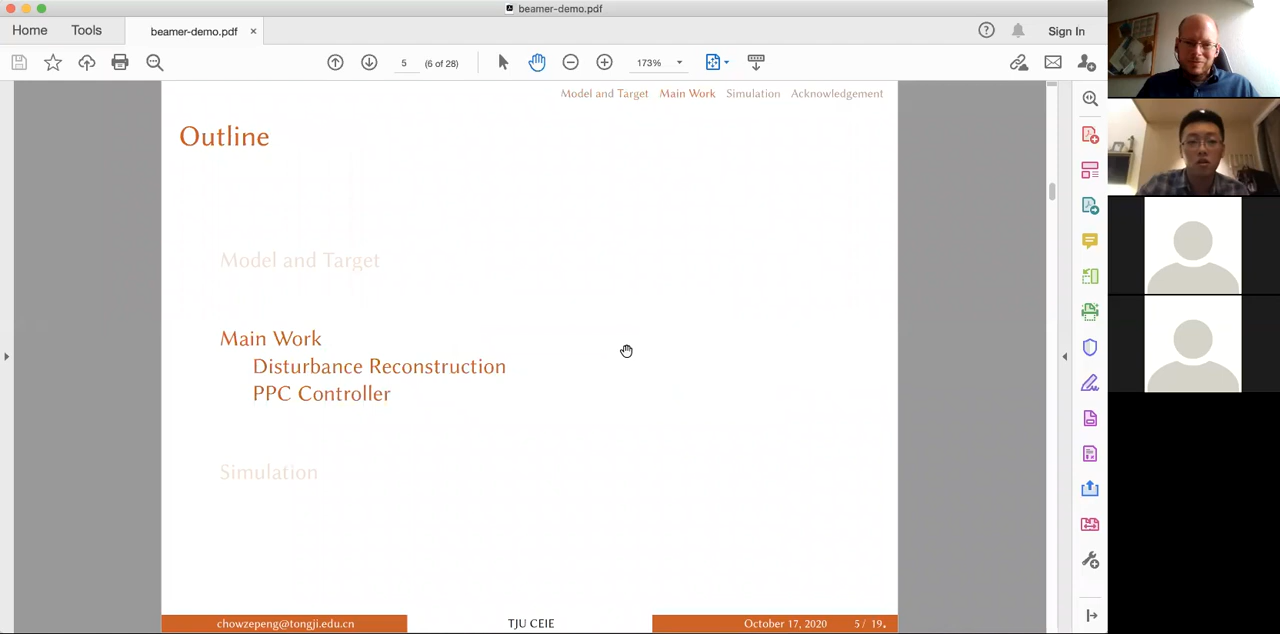 beamer-demo.pdf
Home Tools beamer-demo.pdf × Sign In
5 (6 of 28) 173%
Model and Target Main Work Simulation Acknowledgement
Outline
Model and Target
Main Work
Disturbance Reconstruction
PPC Controller
Simulation
chowzepeng@tongji.edu.cn TJU CEIE October 17, 2020 5 / 19